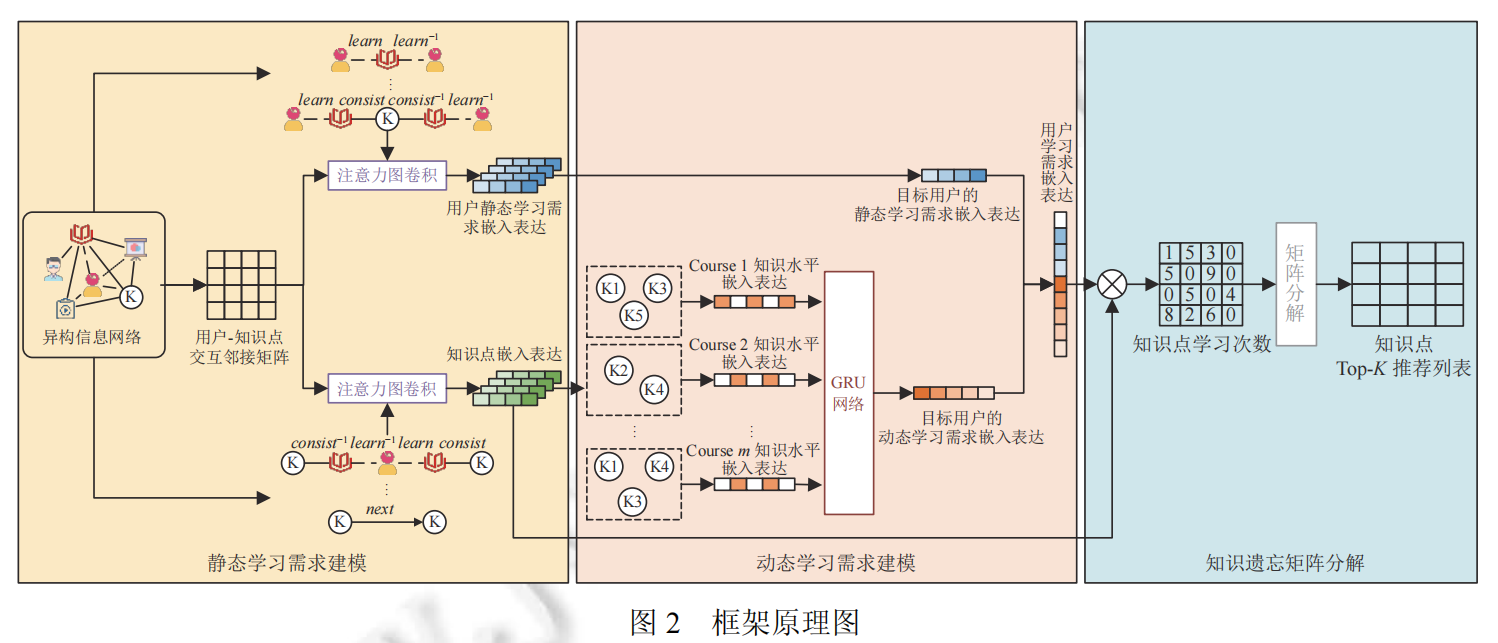 learn learn⁻¹
⋮
learn consist consist⁻¹ learn⁻¹
K
注意力图卷积
用户静态学习需
求嵌入表达
K
异构信息网络
用户-知识点
交互邻接矩阵
知识点嵌入表达
注意力图卷积
consist⁻¹ learn⁻¹ learn consist
K
K
⋮
next
K
K
静态学习需求建模
目标用户的
静态学习需求嵌入表达
用户
学习
需求
嵌入
表达
K1
K3
K5
Course 1 知识水平
嵌入表达
K2
K4
Course 2 知识水平
嵌入表达
⋮
⋮
K1
K4
K3
Course m 知识水平
嵌入表达
GRU
网络
目标用户的
动态学习需求嵌入表达
动态学习需求建模
1 5 3 0
5 0 9 0
0 5 0 4
8 2 6 0
知识点学习次数
矩
阵
分
解
知识点
Top-K 推荐列表
知识遗忘矩阵分解
图 2 框架原理图